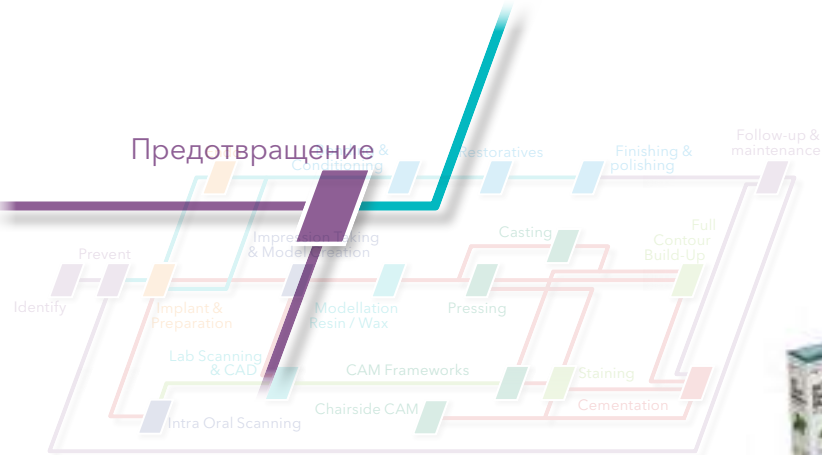 Предотвращение
Conditioning
Restoratives
Finishing &
polishing
Follow-up &
maintenance
Impression Taking
& Model Creation
Casting
Full
Contour
Build-Up
Prevent
Identify
Implant &
Preparation
Modellation
Resin / Wax
Pressing
Lab Scanning
& CAD
CAM Frameworks
Staining
Cementation
Chairside CAM
Intra Oral Scanning